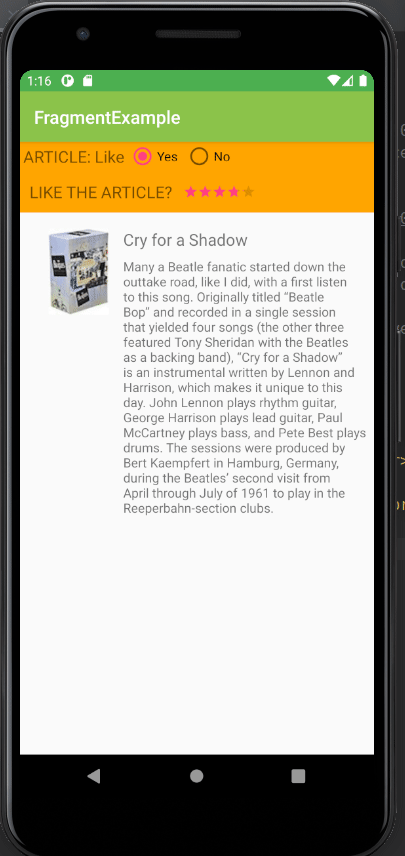 1:16
FragmentExample
ARTICLE: Like Yes No
LIKE THE ARTICLE?
Cry for a Shadow
Many a Beatle fanatic started down the
outtake road, like I did, with a first listen
to this song. Originally titled “Beatle
Bop” and recorded in a single session
that yielded four songs (the other three
featured Tony Sheridan with the Beatles
as a backing band), “Cry for a Shadow”
is an instrumental written by Lennon and
Harrison, which makes it unique to this
day. John Lennon plays rhythm guitar,
George Harrison plays lead guitar, Paul
McCartney plays bass, and Pete Best plays
drums. The sessions were produced by
Bert Kaempfert in Hamburg, Germany,
during the Beatles’ second visit from
April through July of 1961 to play in the
Reeperbahn-section clubs.